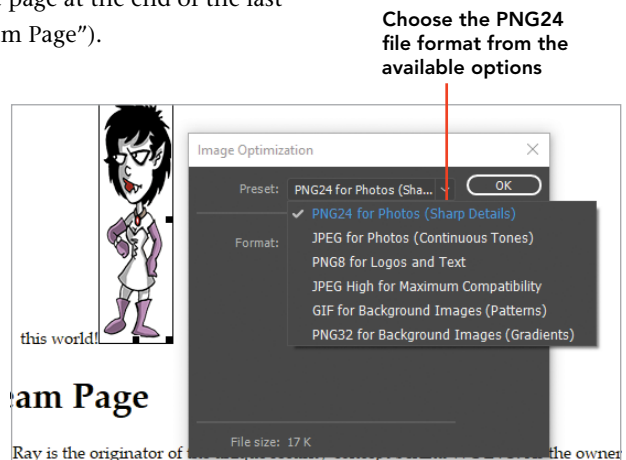 page at the end of the last
am Page”).
Choose the PNG24
file format from the
available options
Image Optimization
Preset: PNG24 for Photos (Sha... OK
PNG24 for Photos (Sharp Details)
Format: JPEG for Photos (Continuous Tones)
PNG8 for Logos and Text
JPEG High for Maximum Compatibility
GIF for Background Images (Patterns)
PNG32 for Background Images (Gradients)
this world!
am Page
File size: 17 K
Ray is the originator of the owner